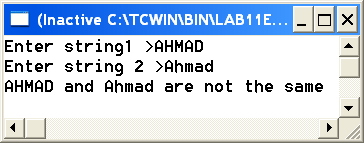 (Inactive C:\TCWIN\BIN\LAB11E...
Enter string1 >AHMAD
Enter string 2 >Ahmad
AHMAD and Ahmad are not the same